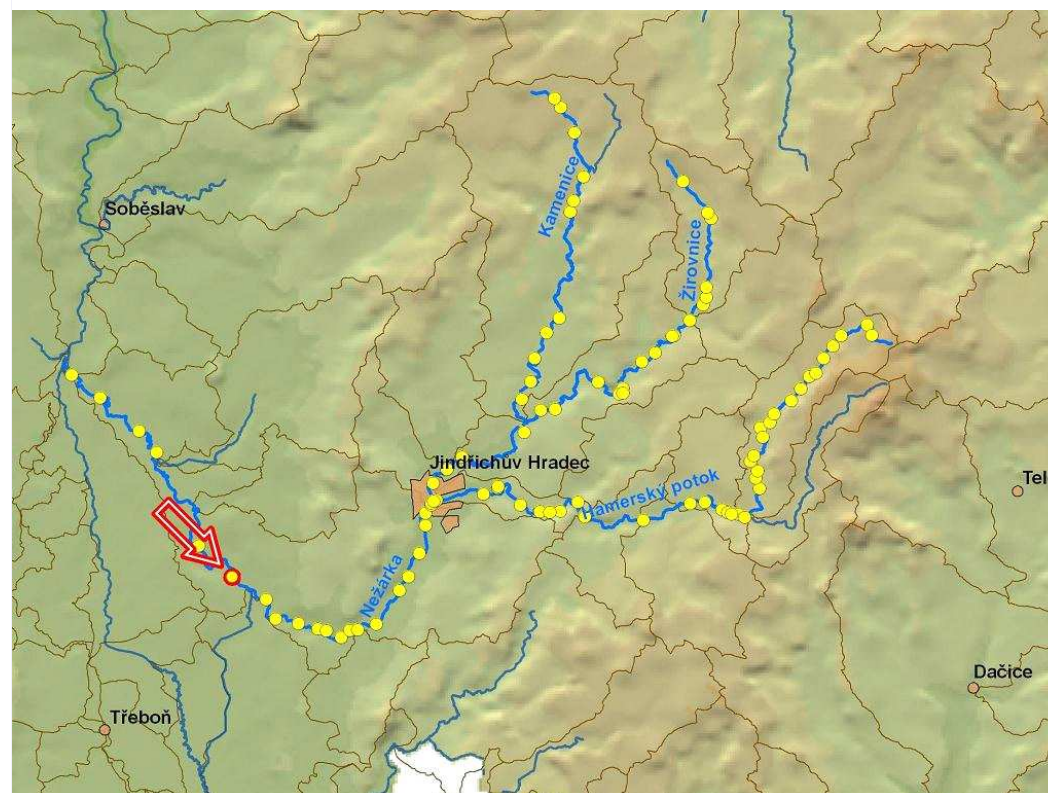 Kamenice
Soběslav
Žirovnice
Jindřichův Hradec
Hamerský potok
Tel
Nežárka
Dačice
Třeboň